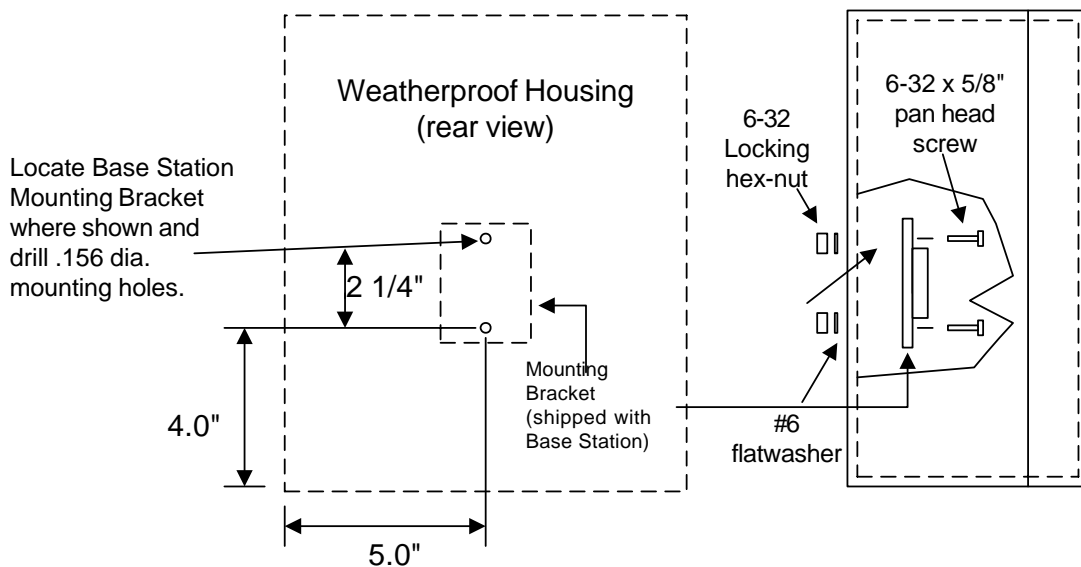 Weatherproof Housing
(rear view)
Locate Base Station
Mounting Bracket
where shown and
drill .156 dia.
mounting holes.
2 1/4"
4.0"
5.0"
Mounting
Bracket
(shipped with
Base Station)
6-32
Locking
hex-nut
6-32 x 5/8"
pan head
screw
#6
flatwasher